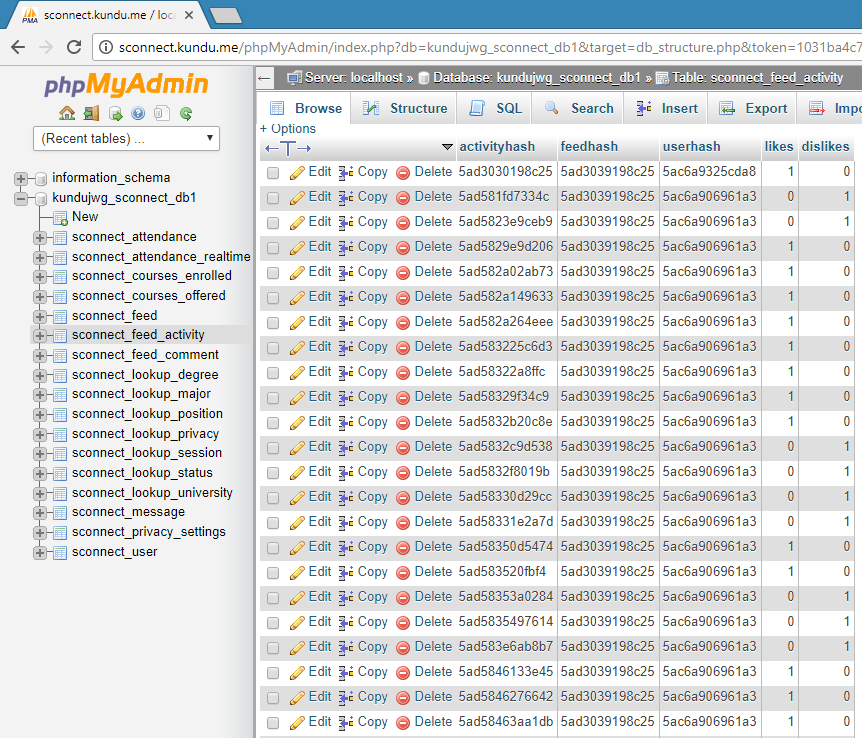 sconnect.kundu.me / loc
sconnect.kundu.me/phpMyAdmin/index.php?db=kundujwg_sconnect_db1&target=db_structure.php&token=1031ba4c7
phpMyAdmin
(Recent tables) ...
information_schema
kundujwg_sconnect_db1
New
sconnect_attendance
sconnect_attendance_realtime
sconnect_courses_enrolled
sconnect_courses_offered
sconnect_feed
sconnect_feed_activity
sconnect_feed_comment
sconnect_lookup_degree
sconnect_lookup_major
sconnect_lookup_position
sconnect_lookup_privacy
sconnect_lookup_session
sconnect_lookup_status
sconnect_lookup_university
sconnect_message
sconnect_privacy_settings
sconnect_user
Server: localhost » Database: kundujwg_sconnect_db1 » Table: sconnect_feed_activity
Browse Structure SQL Search Insert Export Impo
+ Options
←T→ activityhash feedhash userhash likes dislikes
Edit Copy Delete 5ad3030198c25 5ad3039198c25 5ac6a9325cda8 1 0
Edit Copy Delete 5ad581fd7334c 5ad3039198c25 5ac6a906961a3 0 1
Edit Copy Delete 5ad5823e9ceb9 5ad3039198c25 5ac6a906961a3 0 1
Edit Copy Delete 5ad5829e9d206 5ad3039198c25 5ac6a906961a3 1 0
Edit Copy Delete 5ad582a02ab73 5ad3039198c25 5ac6a906961a3 1 0
Edit Copy Delete 5ad582a149633 5ad3039198c25 5ac6a906961a3 1 0
Edit Copy Delete 5ad582a264eee 5ad3039198c25 5ac6a906961a3 1 0
Edit Copy Delete 5ad583225c6d3 5ad3039198c25 5ac6a906961a3 1 0
Edit Copy Delete 5ad58322a8ffc 5ad3039198c25 5ac6a906961a3 1 0
Edit Copy Delete 5ad58329f34c9 5ad3039198c25 5ac6a906961a3 1 0
Edit Copy Delete 5ad5832b20c8e 5ad3039198c25 5ac6a906961a3 1 0
Edit Copy Delete 5ad5832c9d538 5ad3039198c25 5ac6a906961a3 0 1
Edit Copy Delete 5ad5832f8019b 5ad3039198c25 5ac6a906961a3 0 1
Edit Copy Delete 5ad58330d29cc 5ad3039198c25 5ac6a906961a3 0 1
Edit Copy Delete 5ad58331e2a7d 5ad3039198c25 5ac6a906961a3 0 1
Edit Copy Delete 5ad58350d5474 5ad3039198c25 5ac6a906961a3 1 0
Edit Copy Delete 5ad583520fbf4 5ad3039198c25 5ac6a906961a3 1 0
Edit Copy Delete 5ad58353a0284 5ad3039198c25 5ac6a906961a3 0 1
Edit Copy Delete 5ad5835497614 5ad3039198c25 5ac6a906961a3 0 1
Edit Copy Delete 5ad583e6ab8b7 5ad3039198c25 5ac6a906961a3 0 1
Edit Copy Delete 5ad5846133e45 5ad3039198c25 5ac6a906961a3 1 0
Edit Copy Delete 5ad5846276642 5ad3039198c25 5ac6a906961a3 1 0
Edit Copy Delete 5ad58463aa1db 5ad3039198c25 5ac6a906961a3 1 0